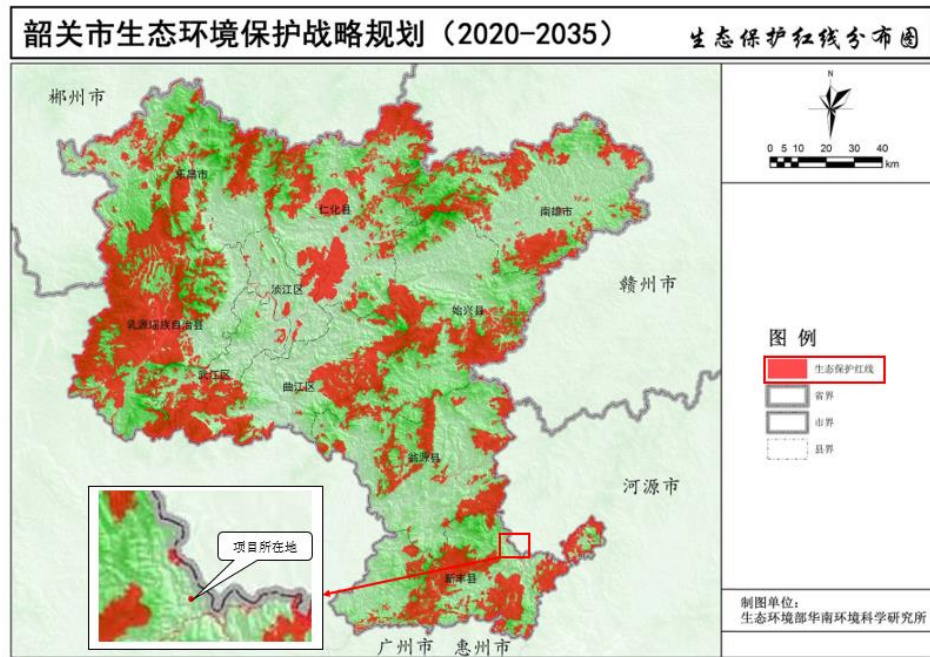 韶关市生态环境保护战略规划（2020-2035）
生态保护红线分布图
郴州市
N
0 5 10 20 30 40
km
乐昌市
仁化县
南雄市
赣州市
浈江区
始兴县
乳源瑶族自治县
武江区
曲江区
图例
生态保护红线
省界
市界
县界
翁源县
河源市
项目所在地
新丰县
广州市
惠州市
制图单位：
生态环境部华南环境科学研究所